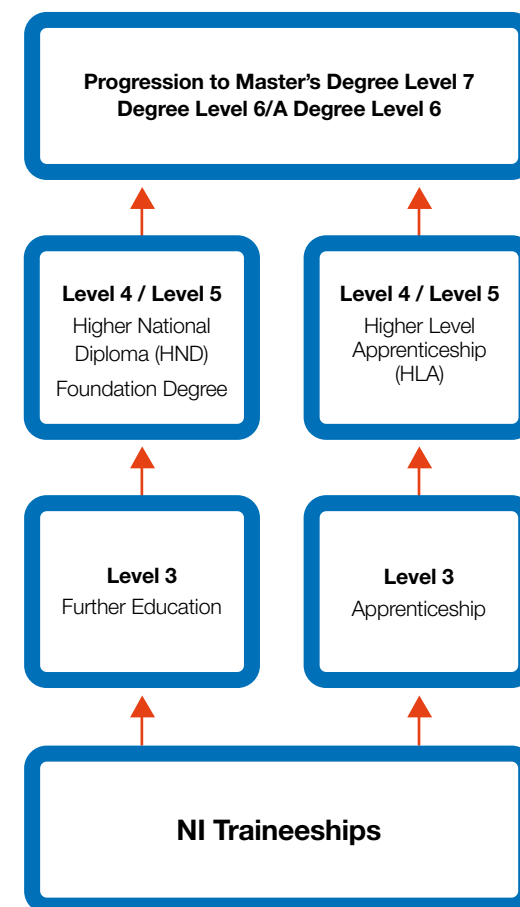 Progression to Master's Degree Level 7
Degree Level 6/A Degree Level 6
Level 4 / Level 5
Higher National
Diploma (HND)
Foundation Degree
Level 4 / Level 5
Higher Level
Apprenticeship
(HLA)
Level 3
Further Education
Level 3
Apprenticeship
NI Traineeships